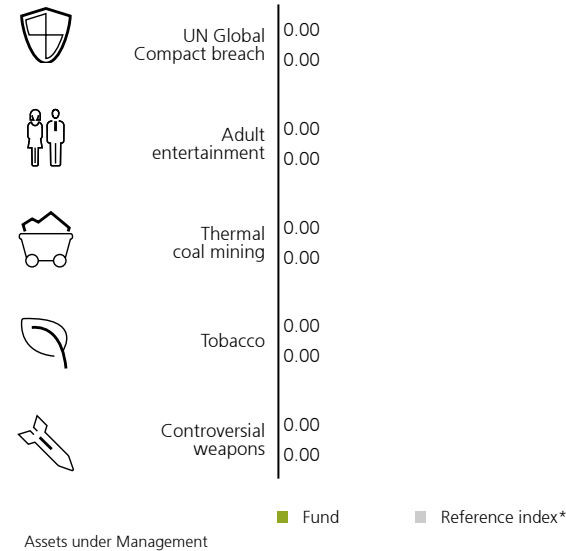 UN Global
Compact breach
0.00
0.00
Adult
entertainment
0.00
0.00
Thermal
coal mining
0.00
0.00
Tobacco
0.00
0.00
Controversial
weapons
0.00
0.00
Fund
Reference index*
Assets under Management